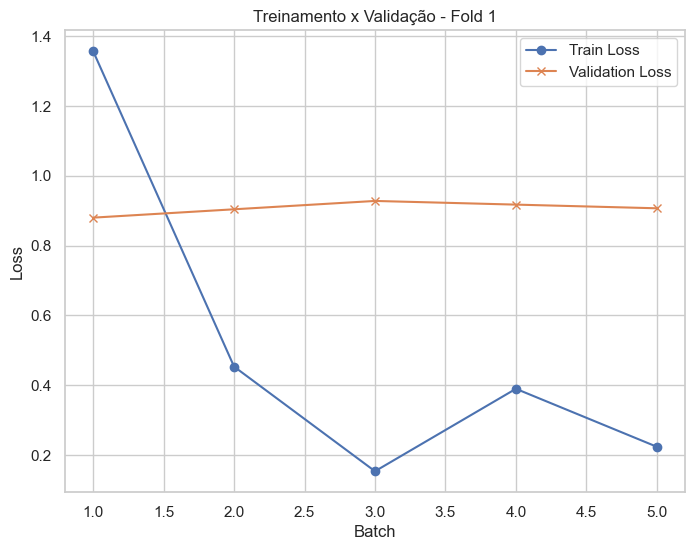 Treinamento x Validação - Fold 1
Train Loss
Validation Loss
Loss
1.4
1.2
1.0
0.8
0.6
0.4
0.2
1.0 1.5 2.0 2.5 3.0 3.5 4.0 4.5 5.0
Batch